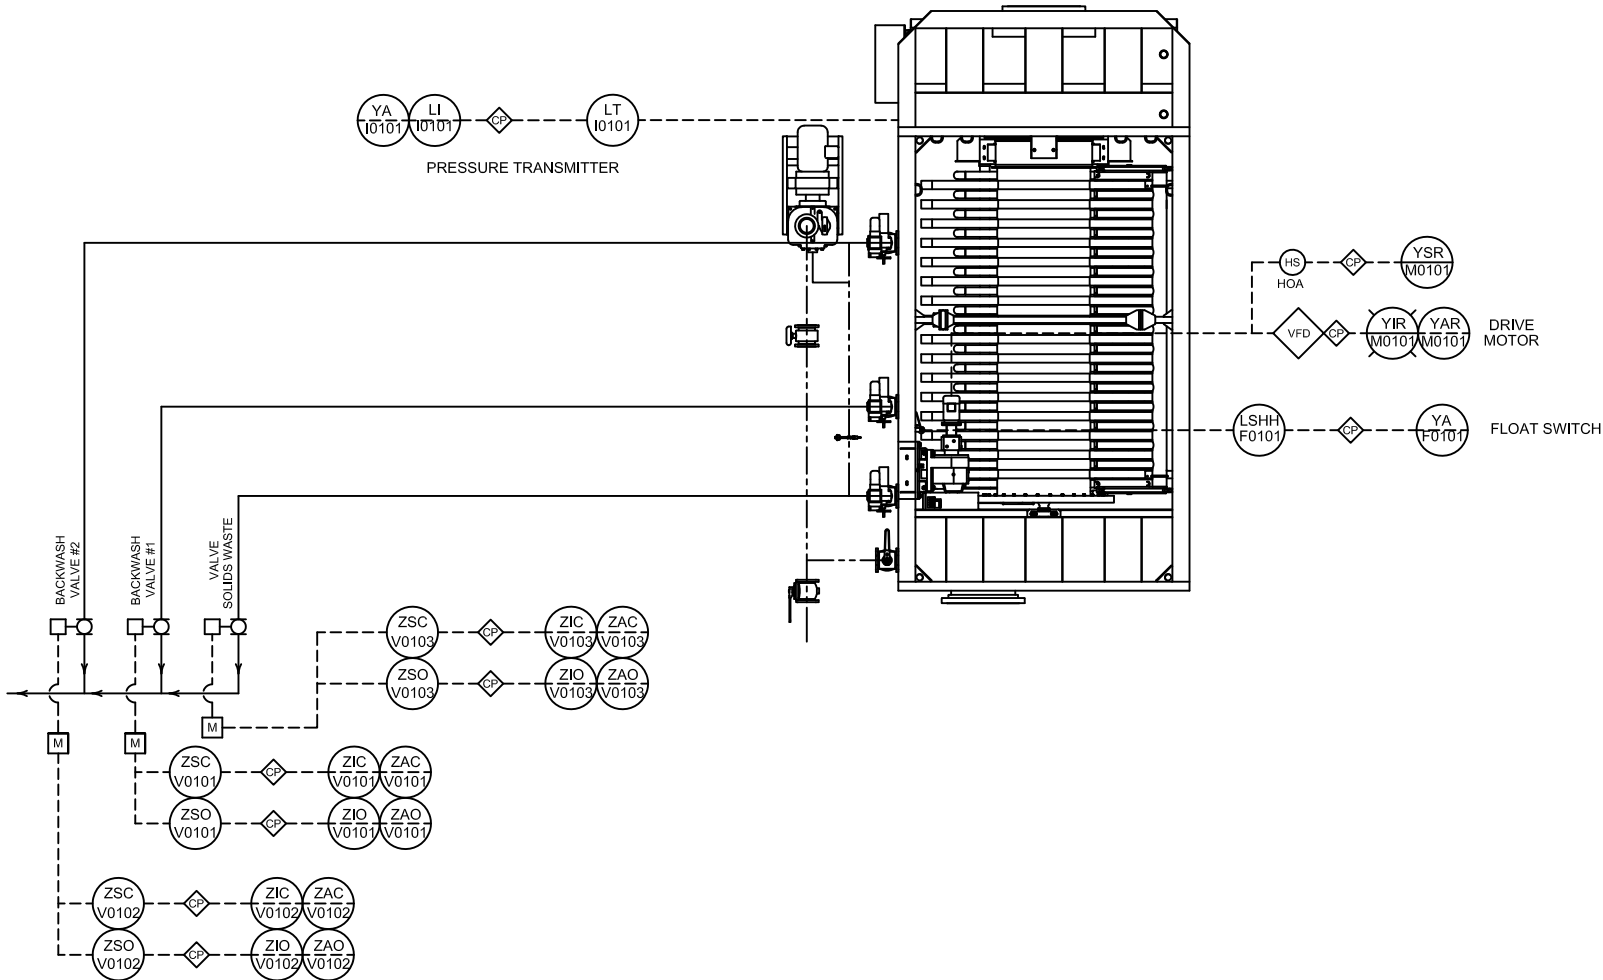 YA
I0101
LI
I0101
CP
LT
I0101
PRESSURE TRANSMITTER
HS
HOA
CP
YSR
M0101
VFD
CP
YIR
M0101
YAR
M0101
DRIVE
MOTOR
LSHH
F0101
CP
YA
F0101
FLOAT SWITCH
BACKWASH
VALVE #2
BACKWASH
VALVE #1
VALVE
SOLIDS WASTE
ZSC
V0103
CP
ZIC
V0103
ZAC
V0103
ZSO
V0103
CP
ZIO
V0103
ZAO
V0103
M
M
M
ZSC
V0101
CP
ZIC
V0101
ZAC
V0101
ZSO
V0101
CP
ZIO
V0101
ZAO
V0101
ZSC
V0102
CP
ZIC
V0102
ZAC
V0102
ZSO
V0102
CP
ZIO
V0102
ZAO
V0102